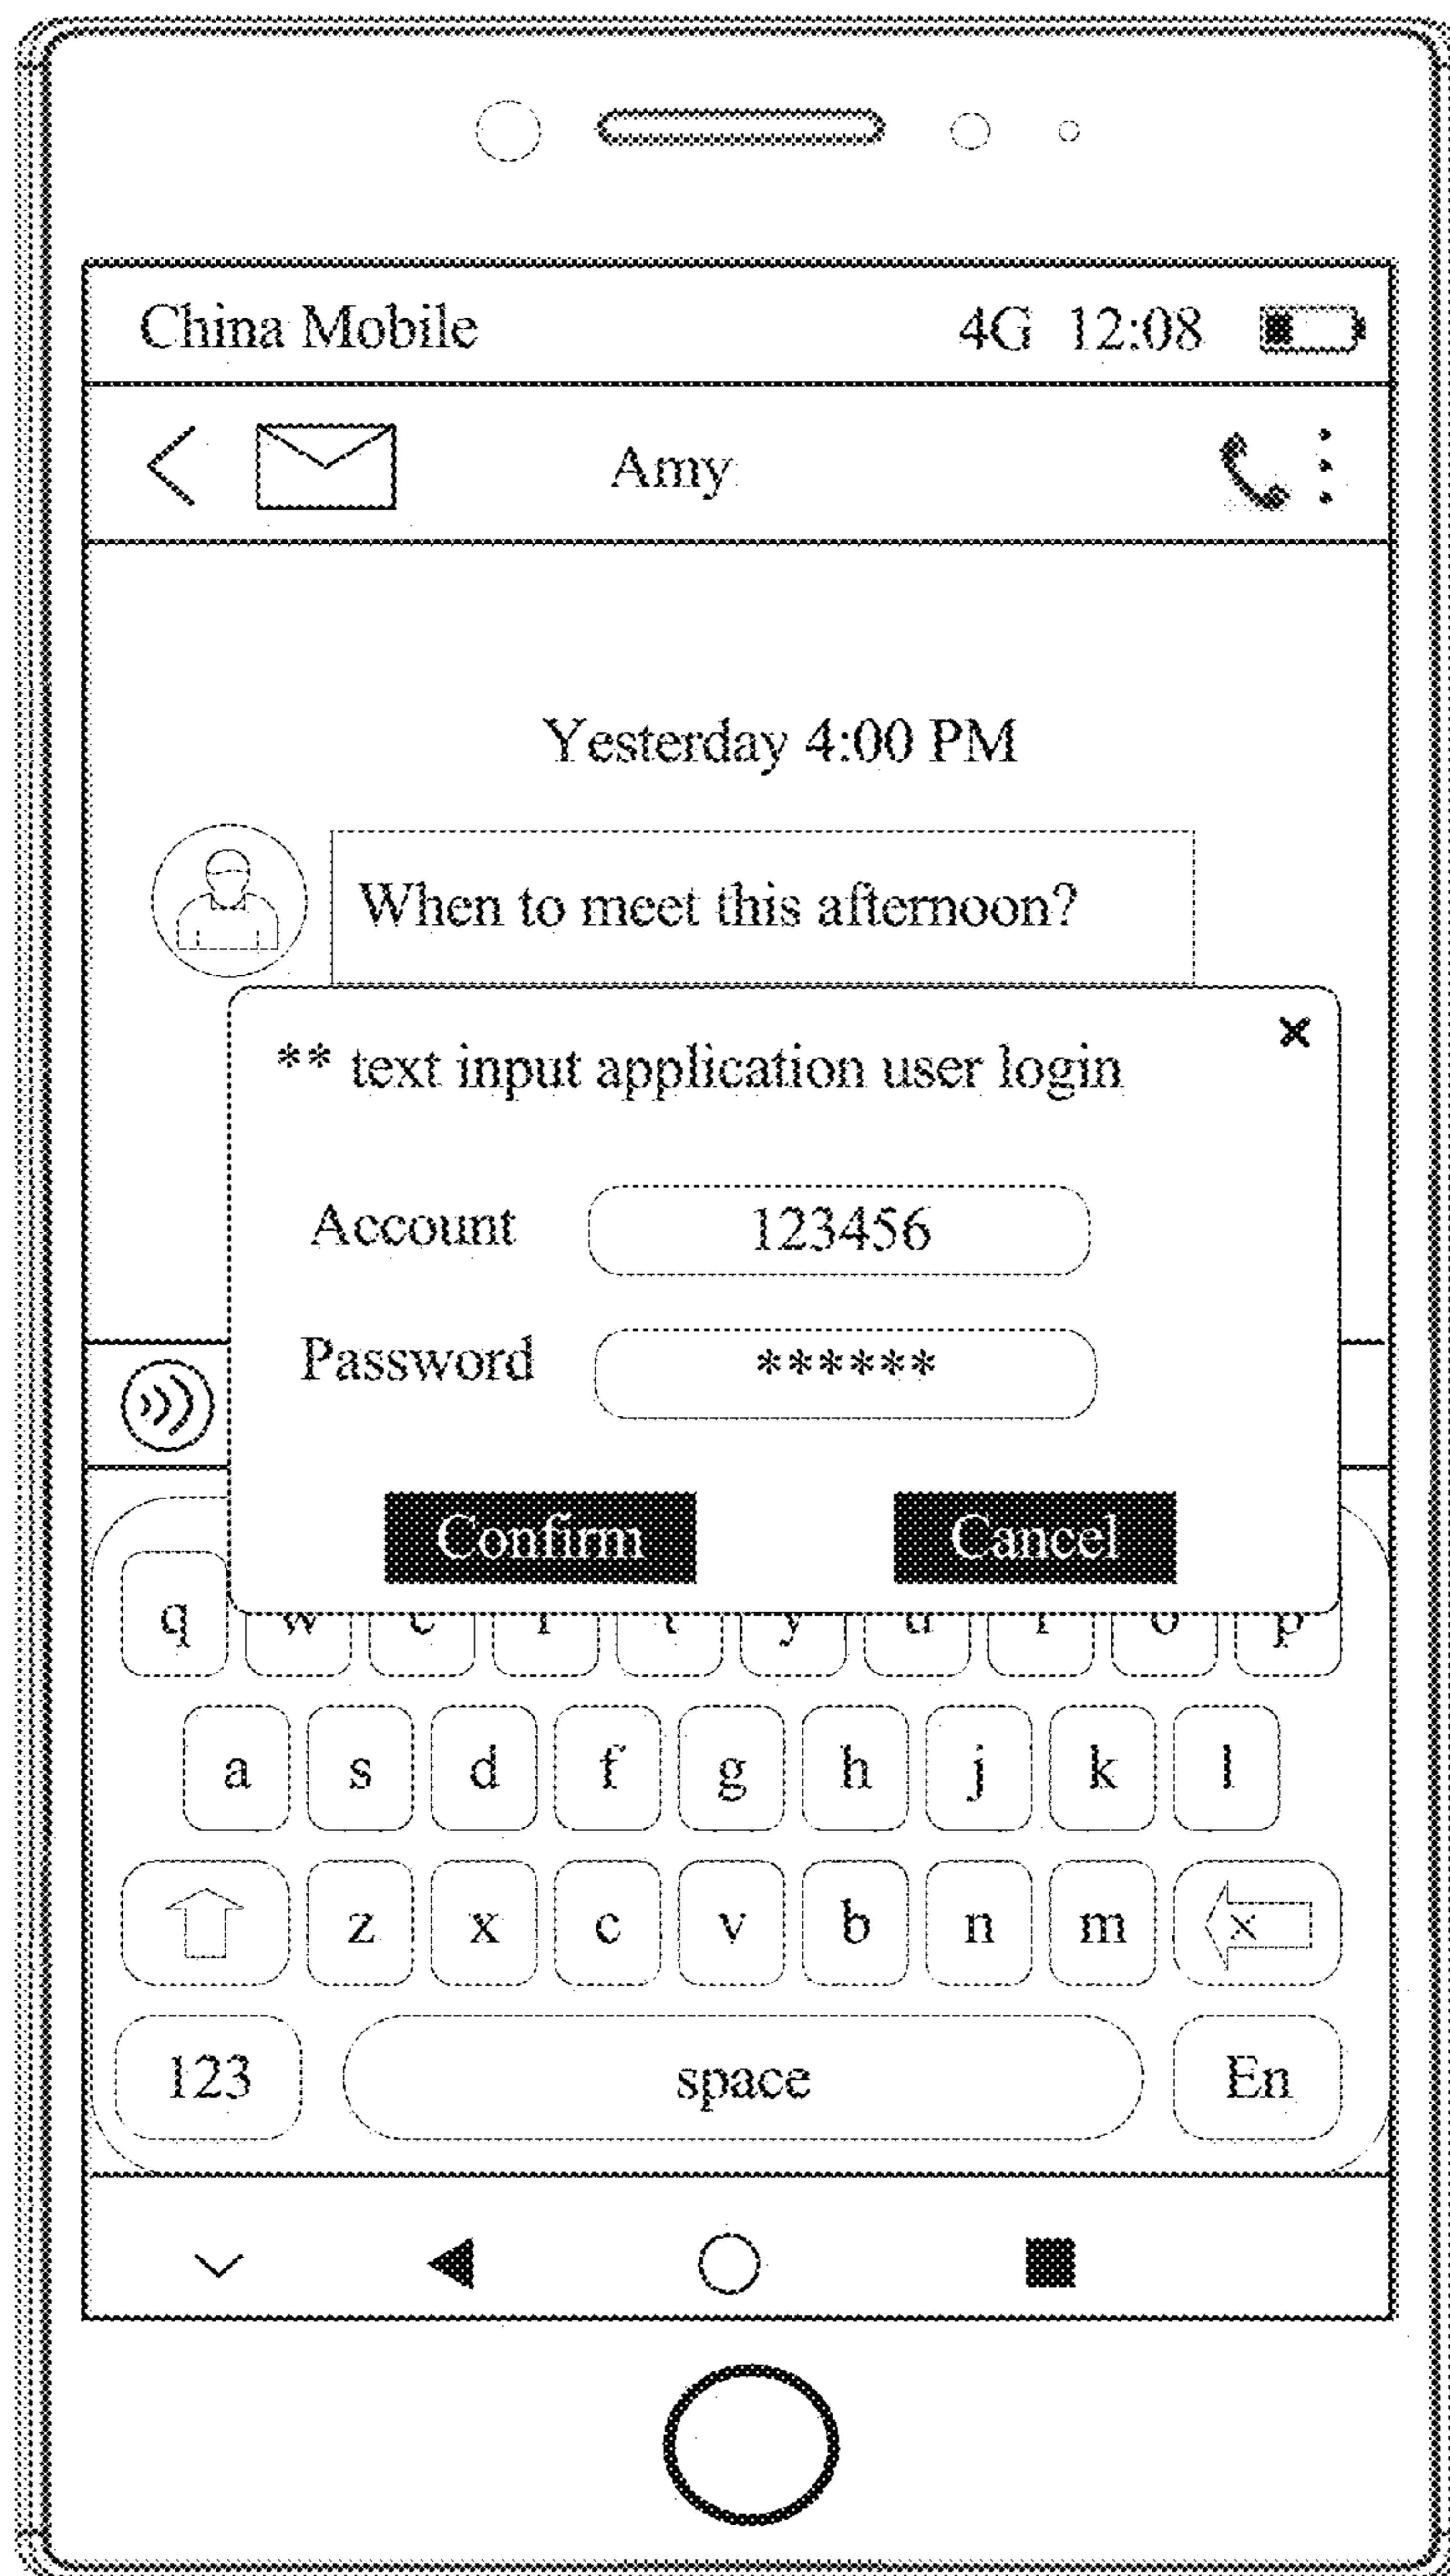 China Mobile 4G 12:08
Amy
Yesterday 4:00 PM
When to meet this afternoon?
×
** text input application user login
Account 123456
Password ******
Confirm Cancel
q w e r t y u i o p
a s d f g h j k l
z x c v b n m ×
123 space En